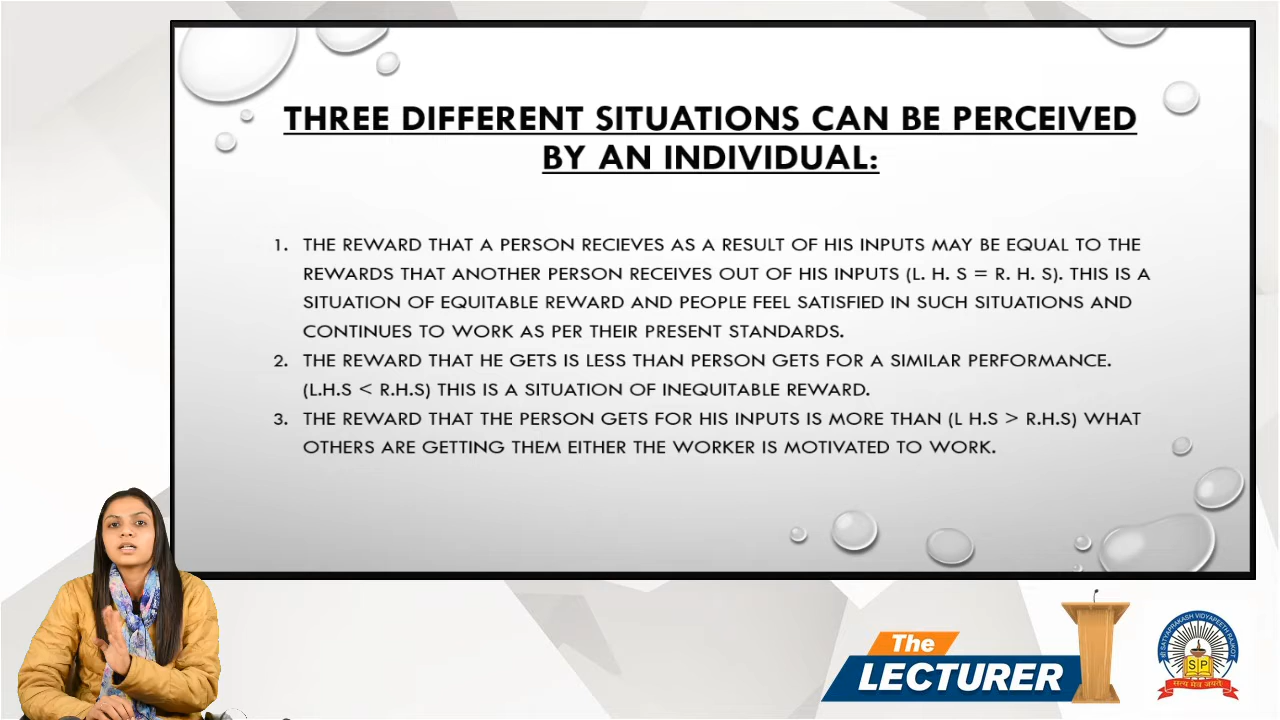 THREE DIFFERENT SITUATIONS CAN BE PERCEIVED
BY AN INDIVIDUAL:
1. THE REWARD THAT A PERSON RECIEVES AS A RESULT OF HIS INPUTS MAY BE EQUAL TO THE
REWARDS THAT ANOTHER PERSON RECEIVES OUT OF HIS INPUTS (L. H. S = R. H. S). THIS IS A
SITUATION OF EQUITABLE REWARD AND PEOPLE FEEL SATISFIED IN SUCH SITUATIONS AND
CONTINUES TO WORK AS PER THEIR PRESENT STANDARDS.
2. THE REWARD THAT HE GETS IS LESS THAN PERSON GETS FOR A SIMILAR PERFORMANCE.
(L.H.S < R.H.S) THIS IS A SITUATION OF INEQUITABLE REWARD.
3. THE REWARD THAT THE PERSON GETS FOR HIS INPUTS IS MORE THAN (L H.S > R.H.S) WHAT
OTHERS ARE GETTING THEM EITHER THE WORKER IS MOTIVATED TO WORK.
The
LECTURER
SATYAPRAKASH VIDYAPEETH
S P
सत्य मेव जयते